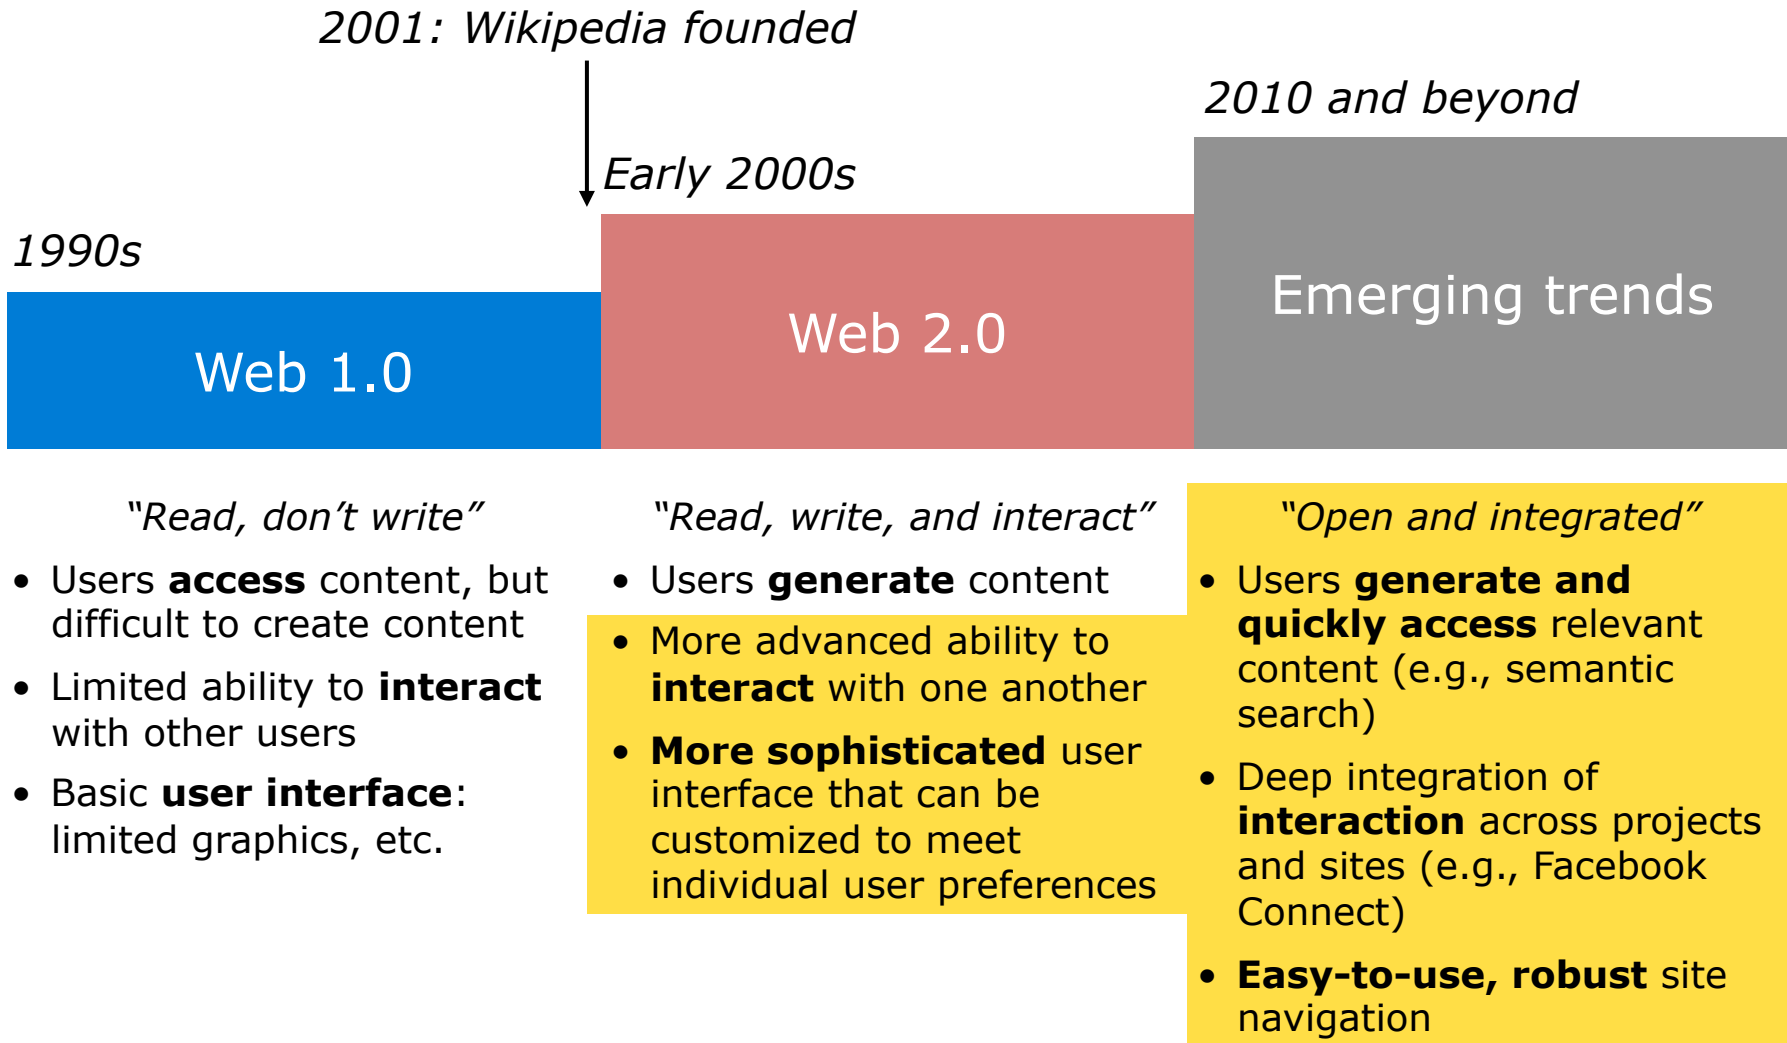 2001: Wikipedia founded
2010 and beyond
Early 2000s
1990s
Web 1.0
Web 2.0
Emerging trends
“Read, don’t write”
• Users access content, but
difficult to create content
• Limited ability to interact
with other users
• Basic user interface:
limited graphics, etc.
“Read, write, and interact”
• Users generate content
• More advanced ability to
interact with one another
• More sophisticated user
interface that can be
customized to meet
individual user preferences
“Open and integrated”
• Users generate and
quickly access relevant
content (e.g., semantic
search)
• Deep integration of
interaction across projects
and sites (e.g., Facebook
Connect)
• Easy-to-use, robust site
navigation